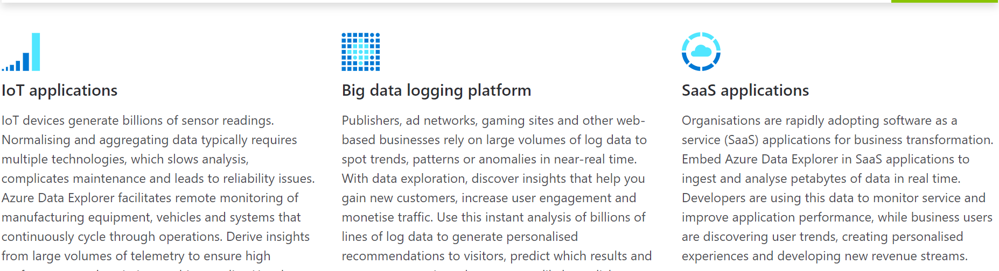 IoT applications
IoT devices generate billions of sensor readings.
Normalising and aggregating data typically requires
multiple technologies, which slows analysis,
complicates maintenance and leads to reliability issues.
Azure Data Explorer facilitates remote monitoring of
manufacturing equipment, vehicles and systems that
continuously cycle through operations. Derive insights
from large volumes of telemetry to ensure high
Big data logging platform
Publishers, ad networks, gaming sites and other web-
based businesses rely on large volumes of log data to
spot trends, patterns or anomalies in near-real time.
With data exploration, discover insights that help you
gain new customers, increase user engagement and
monetise traffic. Use this instant analysis of billions of
lines of log data to generate personalised
recommendations to visitors, predict which results and
SaaS applications
Organisations are rapidly adopting software as a
service (SaaS) applications for business transformation.
Embed Azure Data Explorer in SaaS applications to
ingest and analyse petabytes of data in real time.
Developers are using this data to monitor service and
improve application performance, while business users
are discovering user trends, creating personalised
experiences and developing new revenue streams.